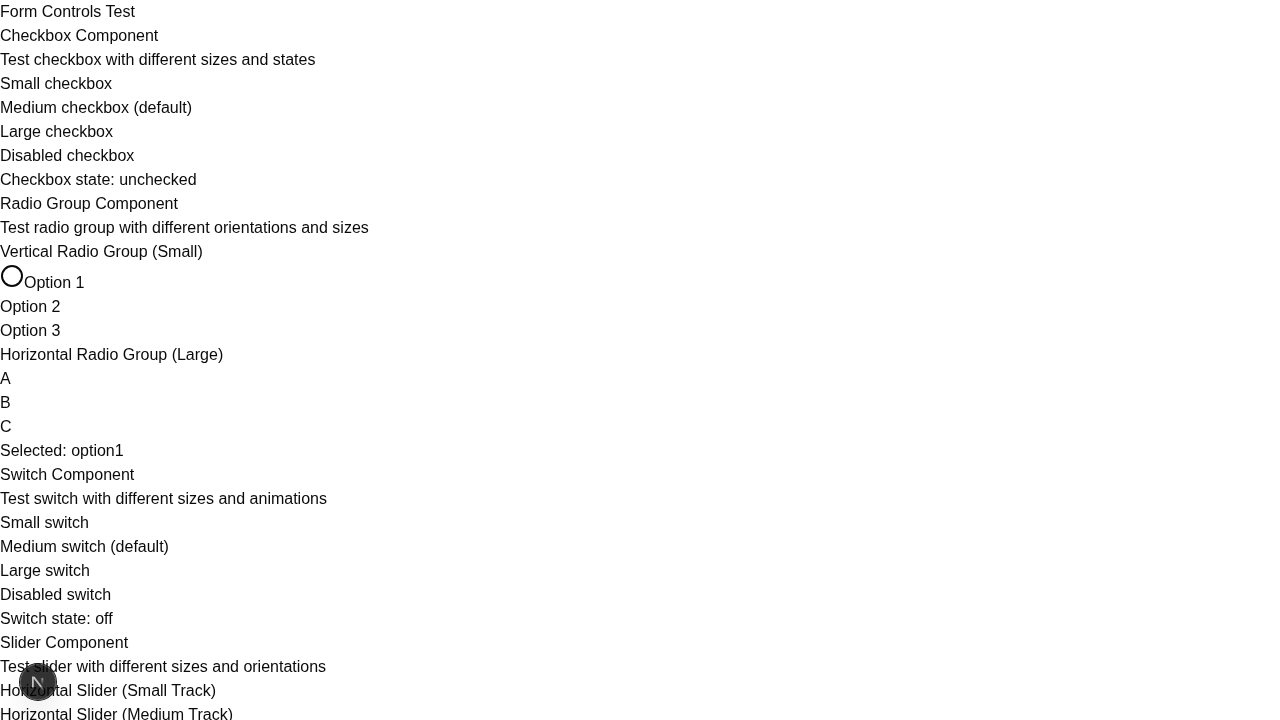 Form Controls Test
Checkbox Component
Test checkbox with different sizes and states
Small checkbox
Medium checkbox (default)
Large checkbox
Disabled checkbox
Checkbox state: unchecked
Radio Group Component
Test radio group with different orientations and sizes
Vertical Radio Group (Small)
Option 1
Option 2
Option 3
Horizontal Radio Group (Large)
A
B
C
Selected: option1
Switch Component
Test switch with different sizes and animations
Small switch
Medium switch (default)
Large switch
Disabled switch
Switch state: off
Slider Component
Test slider with different sizes and orientations
Horizontal Slider (Small Track)
Horizontal Slider (Medium Track)